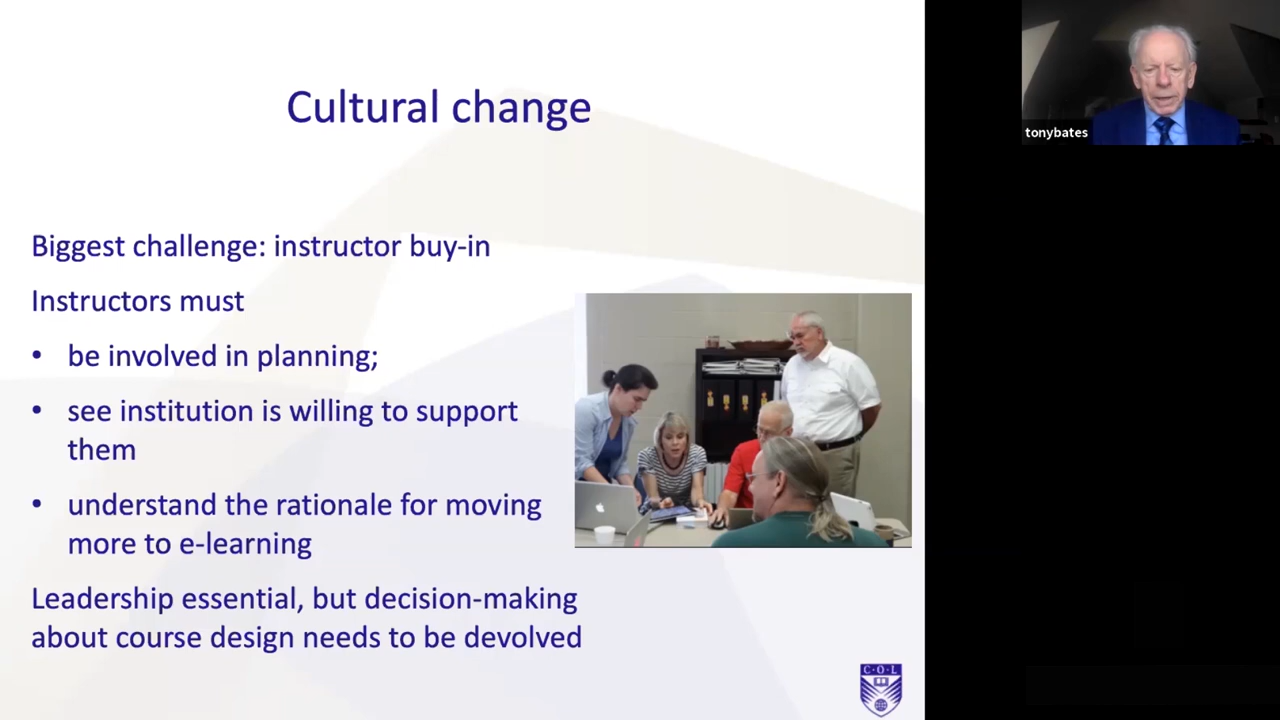 Cultural change
tonybates
Biggest challenge: instructor buy-in
Instructors must
• be involved in planning;
• see institution is willing to support
them
• understand the rationale for moving
more to e-learning
Leadership essential, but decision-making
about course design needs to be devolved
C·O·L